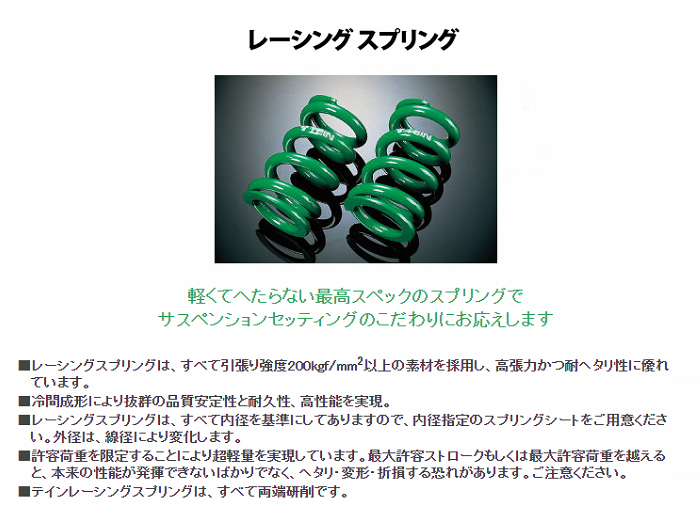 レーシング スプリング
TEIN
TEIN
軽くてへたらない最高スペックのスプリングで
サスペンションセッティングのこだわりにお応えします
■レーシングスプリングは、すべて引張り強度200kgf/mm²以上の素材を採用し、高張力かつ耐ヘタリ性に優れ
ています。
■冷間成形により抜群の品質安定性と耐久性、高性能を実現。
■レーシングスプリングは、すべて内径を基準にしてありますので、内径指定のスプリングシートをご用意くださ
い。外径は、線径により変化します。
■許容荷重を限定することにより超軽量を実現しています。最大許容ストロークもしくは最大許容荷重を越える
と、本来の性能が発揮できないばかりでなく、ヘタリ・変形・折損する恐れがあります。ご注意ください。
■テインレーシングスプリングは、すべて両端研削です。